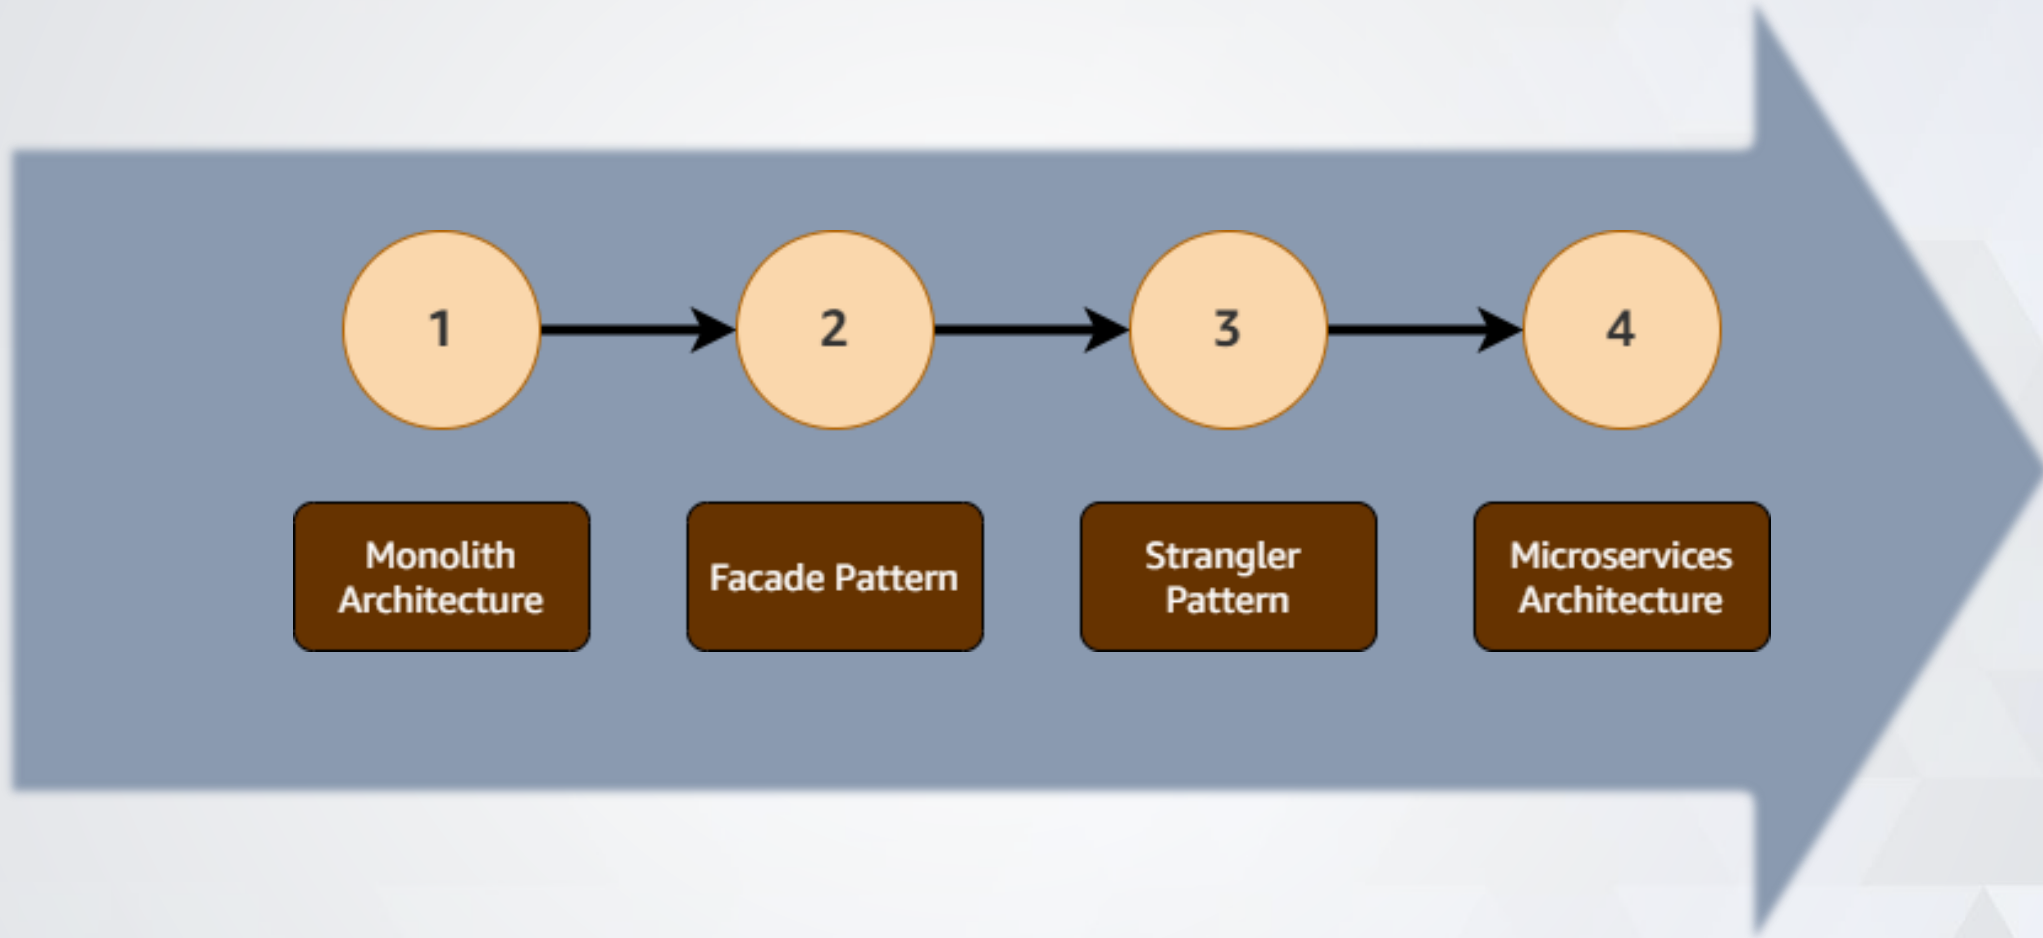 1
2
3
4
Monolith
Architecture
Facade Pattern
Strangler
Pattern
Microservices
Architecture